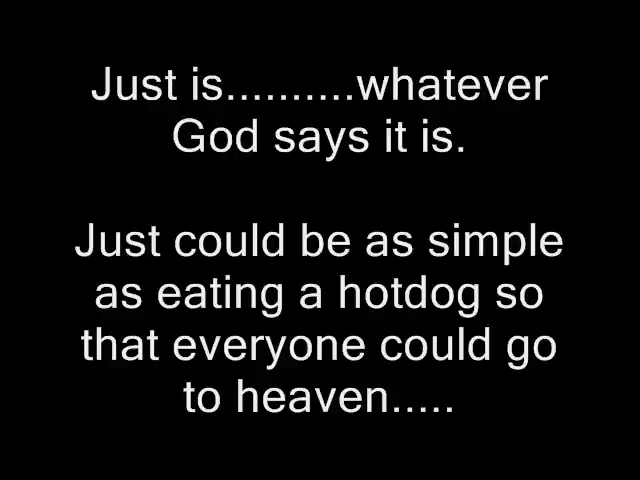 Just is..........whatever
God says it is.
Just could be as simple
as eating a hotdog so
that everyone could go
to heaven.....